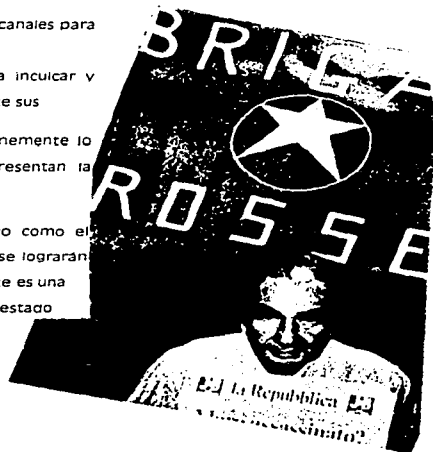 canales para
a inculcar y
e sus
nemente lo
resentan la
o como el
se lograrán
e es una
estado
BRIGA
ROSSE
la Repubblica
assassinato?